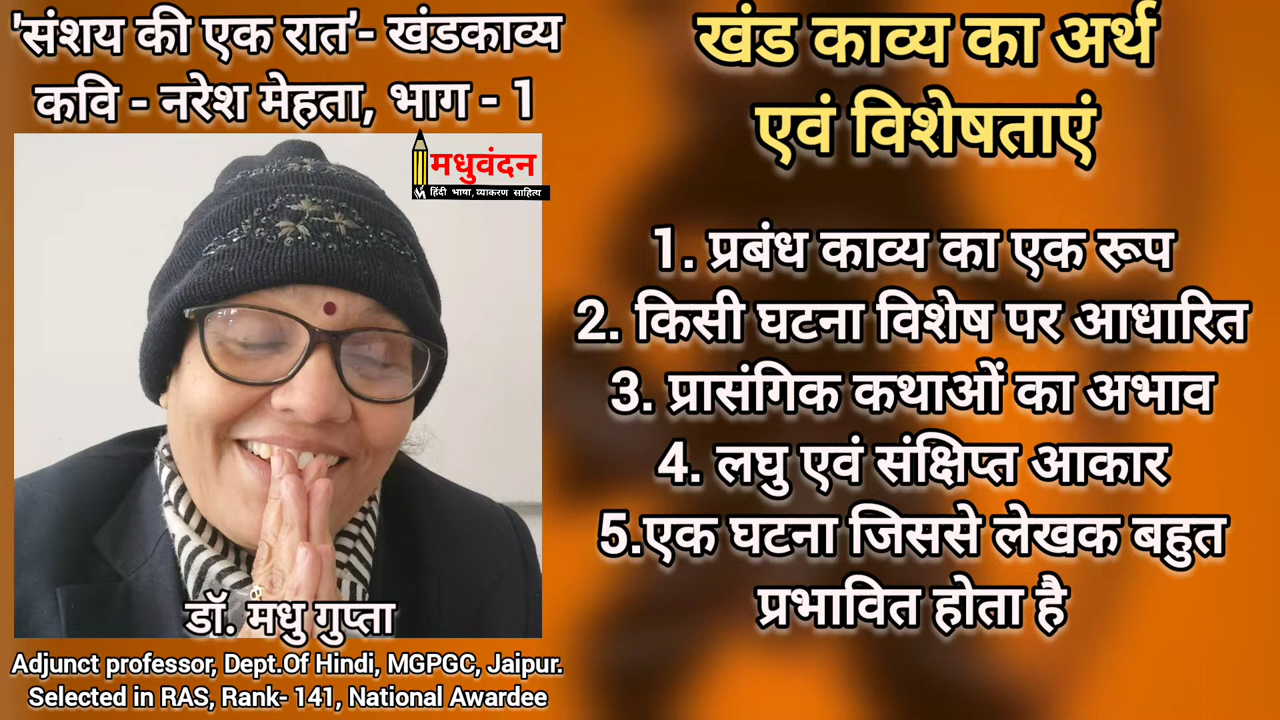 'संशय की एक रात'- खंडकाव्य
कवि - नरेश मेहता, भाग - 1
मधुवंदन
हिंदी भाषा,व्याकरण साहित्य
डॉ. मधु गुप्ता
Adjunct professor, Dept.Of Hindi, MGPGC, Jaipur.
Selected in RAS, Rank- 141, National Awardee
खंड काव्य का अर्थ
एवं विशेषताएं
1. प्रबंध काव्य का एक रूप
2. किसी घटना विशेष पर आधारित
3. प्रासंगिक कथाओं का अभाव
4. लघु एवं संक्षिप्त आकार
5.एक घटना जिससे लेखक बहुत
प्रभावित होता है